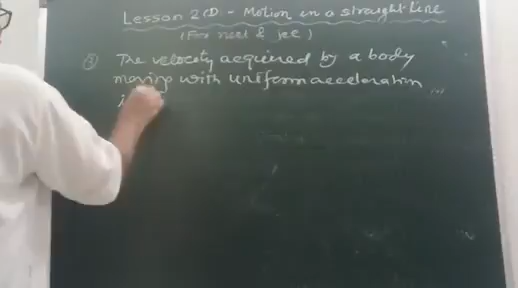 Lesson 2(1) - Motion in a straight line
(For neet & jee)
③ The velocity acquired by a body
moving with uniform acceleration